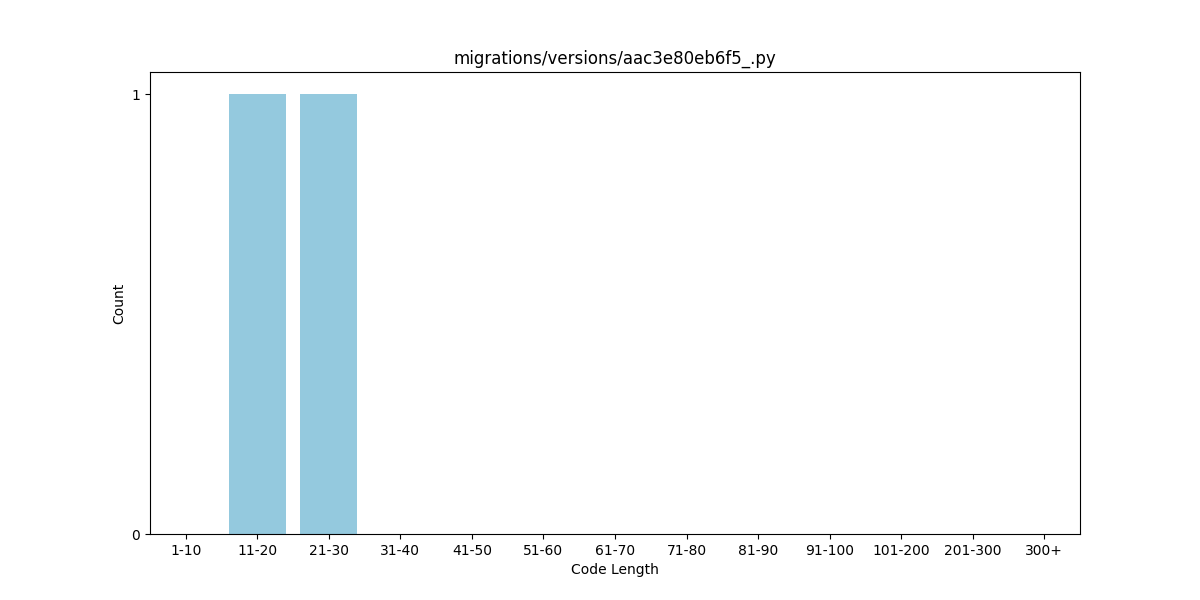 migrations/versions/aac3e80eb6f5_.py
Count
1
0
1-10 11-20 21-30 31-40 41-50 51-60 61-70 71-80 81-90 91-100 101-200 201-300 300+
Code Length